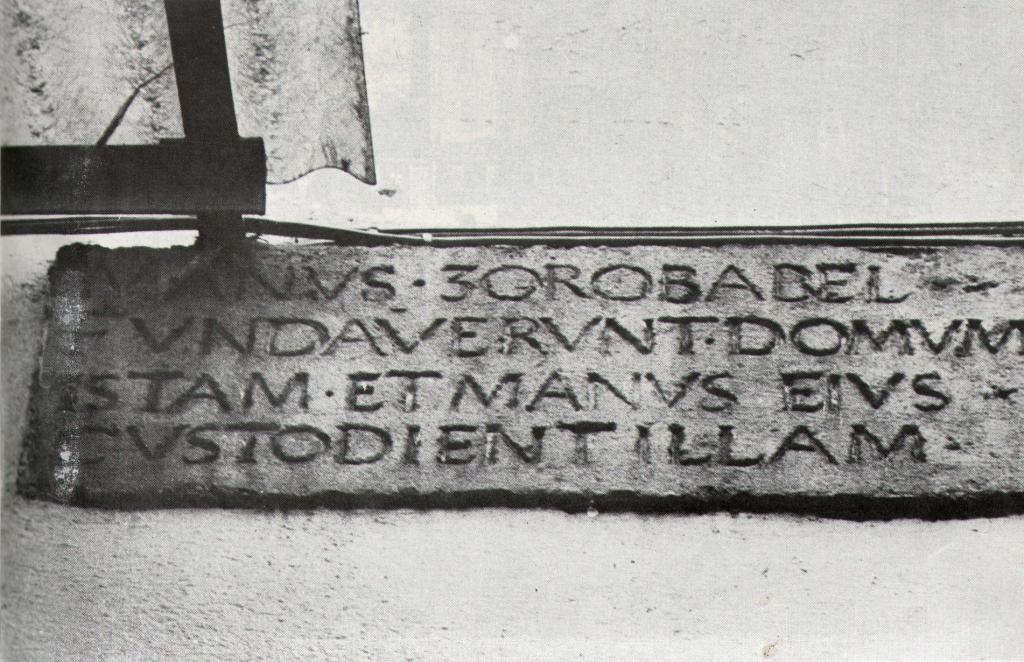 MANVS · ZOROBABEL
FVNDAVERVNT · DOMVM
ISTAM · ET MANVS EIVS
CVSTODIENT ILLAM ·